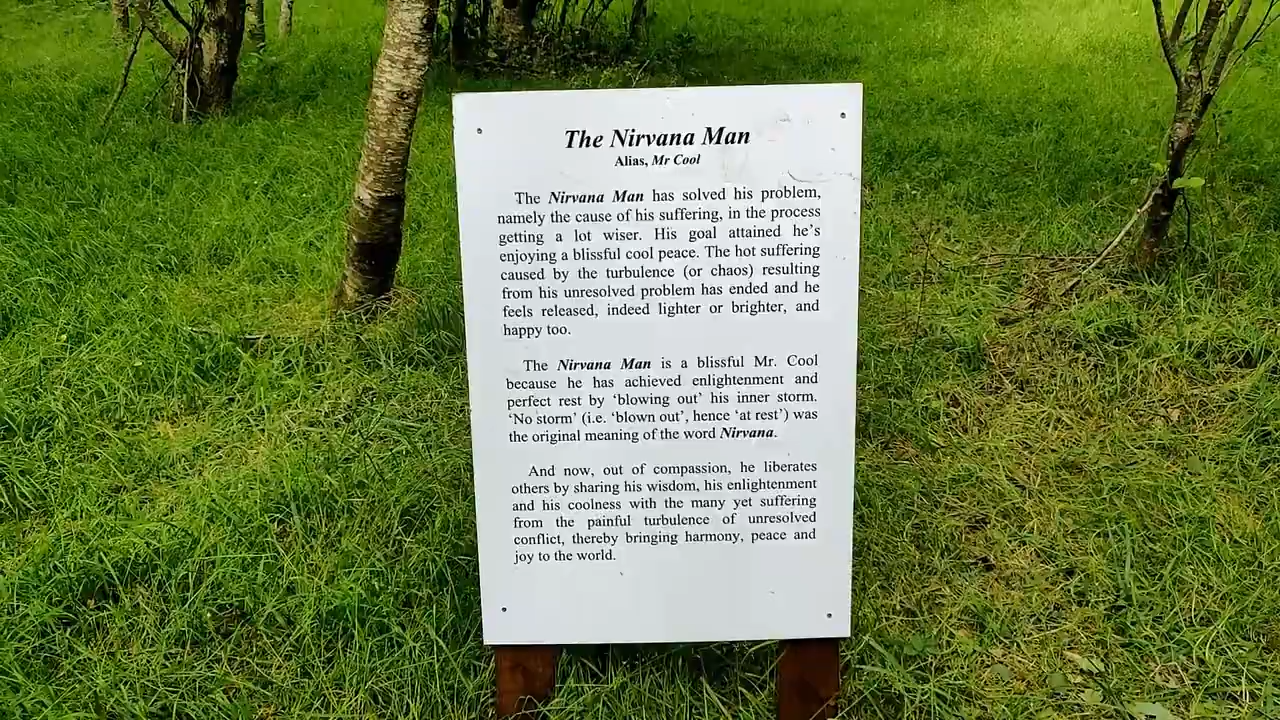 The Nirvana Man
Alias, Mr Cool
The Nirvana Man has solved his problem,
namely the cause of his suffering, in the process
getting a lot wiser. His goal attained he's
enjoying a blissful cool peace. The hot suffering
caused by the turbulence (or chaos) resulting
from his unresolved problem has ended and he
feels released, indeed lighter or brighter, and
happy too.
The Nirvana Man is a blissful Mr. Cool
because he has achieved enlightenment and
perfect rest by 'blowing out' his inner storm.
'No storm' (i.e. 'blown out', hence 'at rest') was
the original meaning of the word Nirvana.
And now, out of compassion, he liberates
others by sharing his wisdom, his enlightenment
and his coolness with the many yet suffering
from the painful turbulence of unresolved
conflict, thereby bringing harmony, peace and
joy to the world.